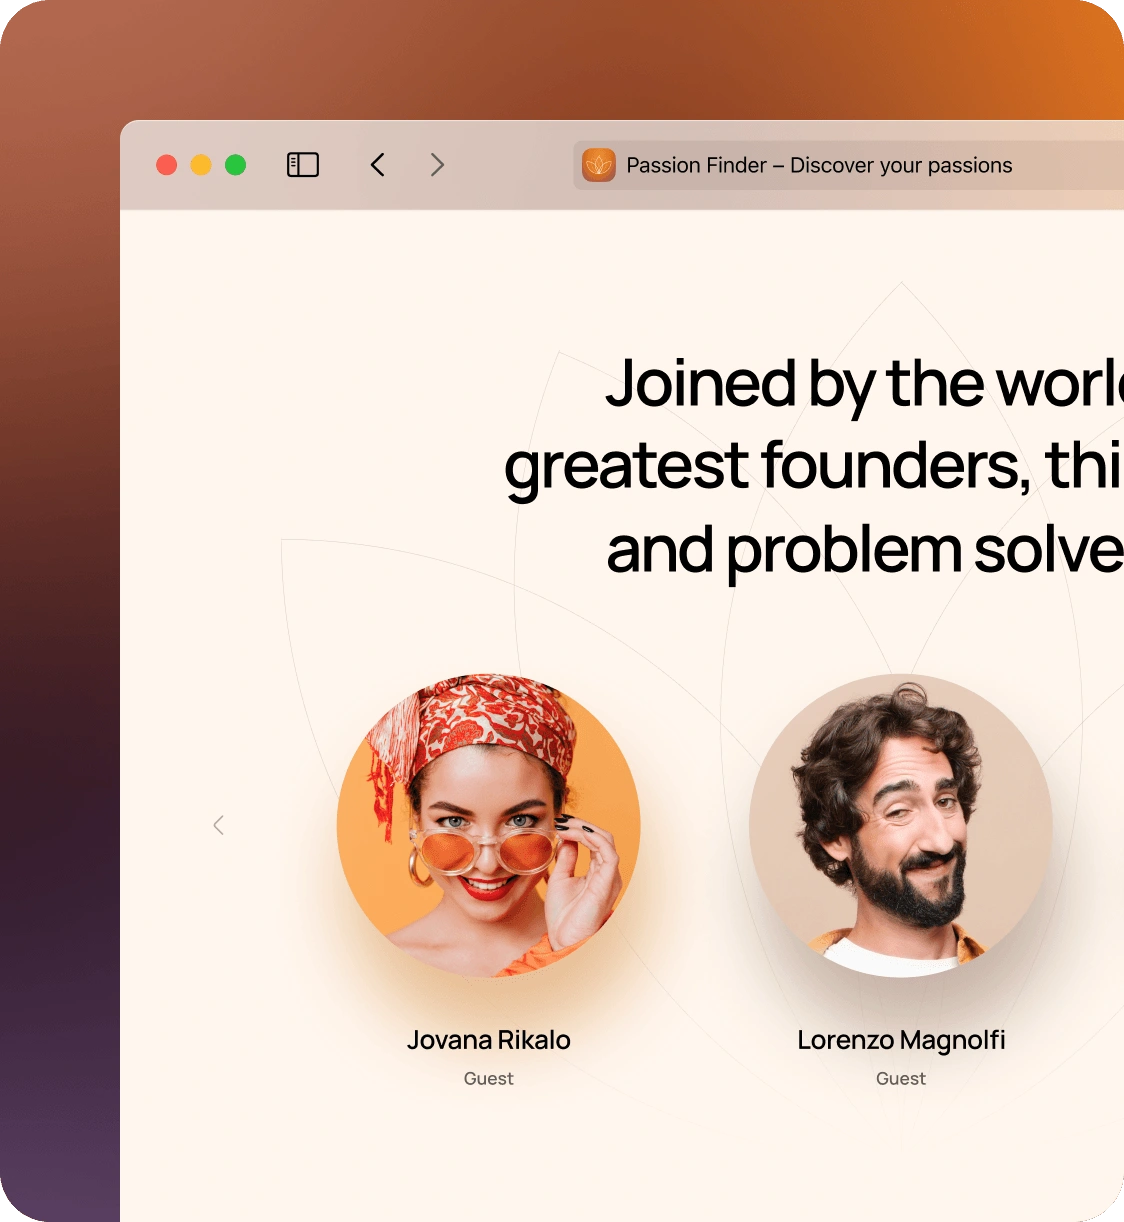 Passion Finder – Discover your passions
Joined by the worl
greatest founders, thi
and problem solve
Jovana Rikalo
Lorenzo Magnolfi
Guest
Guest